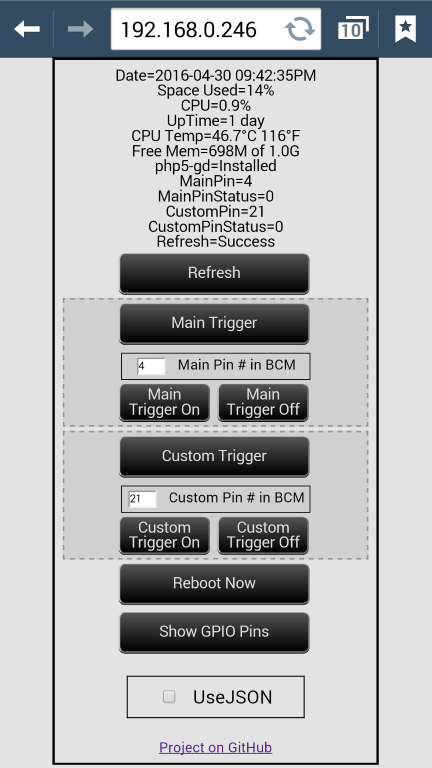 192.168.0.246
10
Date=2016-04-30 09:42:35PM
Space Used=14%
CPU=0.9%
UpTime=1 day
CPU Temp=46.7°C 116°F
Free Mem=698M of 1.0G
php5-gd=Installed
MainPin=4
MainPinStatus=0
CustomPin=21
CustomPinStatus=0
Refresh=Success
Refresh
Main Trigger
4 Main Pin # in BCM
Main
Trigger On
Main
Trigger Off
Custom Trigger
21 Custom Pin # in BCM
Custom
Trigger On
Custom
Trigger Off
Reboot Now
Show GPIO Pins
UseJSON
Project on GitHub